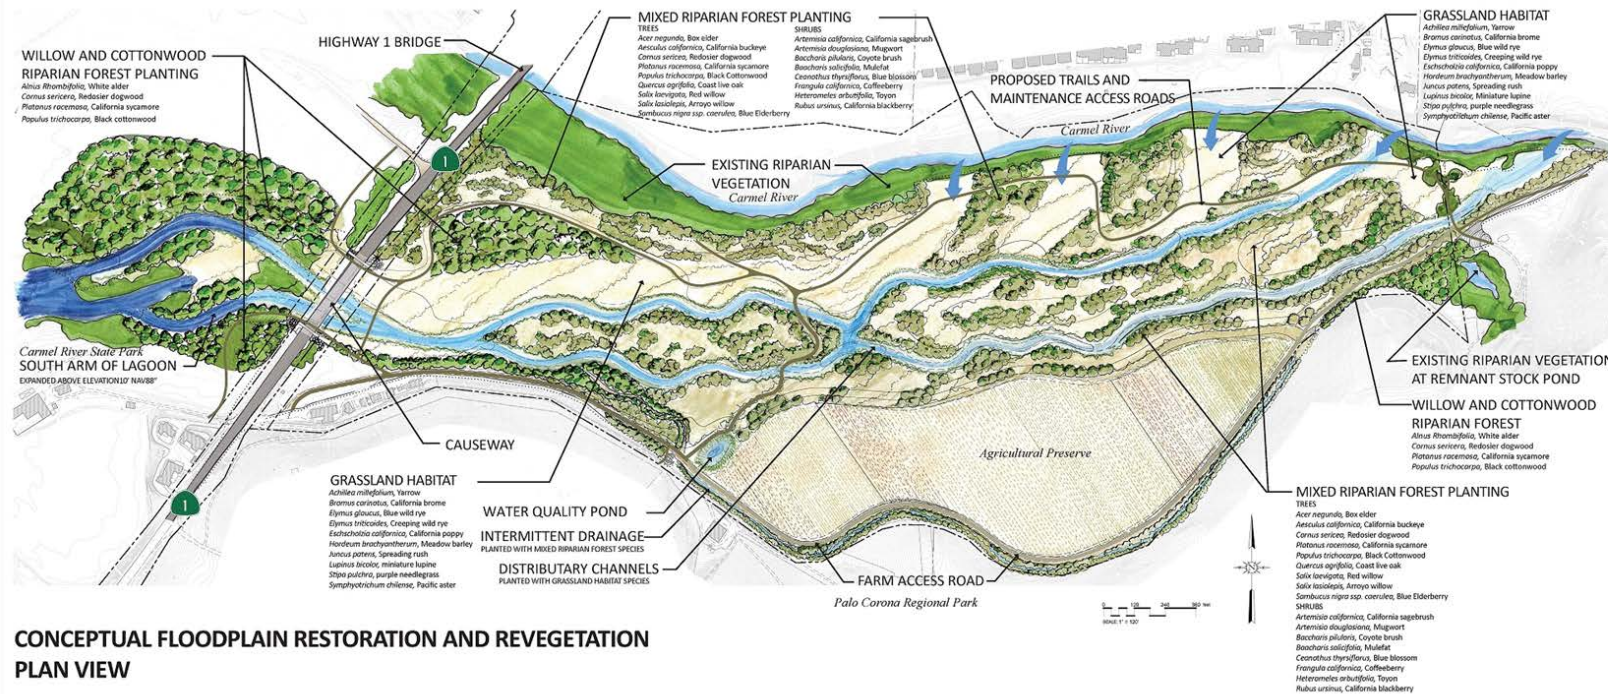 WILLOW AND COTTONWOOD
RIPARIAN FOREST PLANTING
Alnus Rhombifolia, White alder
Cornus sericera, Redosier dogwood
Platanus racemosa, California sycamore
Populus trichocarpa, Black cottonwood
HIGHWAY 1 BRIDGE
MIXED RIPARIAN FOREST PLANTING
TREES
Acer negundo, Box elder
Aesculus californica, California buckeye
Cornus sericea, Redosier dogwood
Platanus racemosa, California sycamore
Populus trichocarpa, Black Cottonwood
Quercus agrifolia, Coast live oak
Salix laevigata, Red willow
Salix lasiolepis, Arroyo willow
Sambucus nigra ssp. caerulea, Blue Elderberry
SHRUBS
Artemisia californica, California sagebrush
Artemisia douglasiana, Mugwort
Baccharis pilularis, Coyote brush
Baccharis salicifolia, Mulefat
Ceanothus thyrsiflorus, Blue blossom
Frangula californica, Coffeeberry
Heteromeles arbutifolia, Toyon
Rubus ursinus, California blackberry
PROPOSED TRAILS AND
MAINTENANCE ACCESS ROADS
GRASSLAND HABITAT
Achillea millefolium, Yarrow
Bromus carinatus, California brome
Elymus glaucus, Blue wild rye
Elymus triticoides, Creeping wild rye
Eschscholzia californica, California poppy
Hordeum brachyantherum, Meadow barley
Juncus patens, Spreading rush
Lupinus bicolor, Miniature lupine
Stipa pulchra, purple needlegrass
Symphyotrichum chilense, Pacific aster
Carmel River
1
EXISTING RIPARIAN
VEGETATION
Carmel River
Carmel River State Park
SOUTH ARM OF LAGOON
EXPANDED ABOVE ELEVATION10' NAV88"
EXISTING RIPARIAN VEGETATION
AT REMNANT STOCK POND
WILLOW AND COTTONWOOD
RIPARIAN FOREST
Alnus Rhombifolia, White alder
Cornus sericera, Redosier dogwood
Platanus racemosa, California sycamore
Populus trichocarpa, Black cottonwood
CAUSEWAY
Agricultural Preserve
1
GRASSLAND HABITAT
Achillea millefolium, Yarrow
Bromus carinatus, California brome
Elymus glaucus, Blue wild rye
Elymus triticoides, Creeping wild rye
Eschscholzia californica, California poppy
Hordeum brachyantherum, Meadow barley
Juncus patens, Spreading rush
Lupinus bicolor, miniature lupine
Stipa pulchra, purple needlegrass
Symphyotrichum chilense, Pacific aster
WATER QUALITY POND
INTERMITTENT DRAINAGE
PLANTED WITH MIXED RIPARIAN FOREST SPECIES
DISTRIBUTARY CHANNELS
PLANTED WITH GRASSLAND HABITAT SPECIES
FARM ACCESS ROAD
Palo Corona Regional Park
MIXED RIPARIAN FOREST PLANTING
TREES
Acer negundo, Box elder
Aesculus californica, California buckeye
Cornus sericea, Redosier dogwood
Platanus racemosa, California sycamore
Populus trichocarpa, Black Cottonwood
Quercus agrifolia, Coast live oak
Salix laevigata, Red willow
Salix lasiolepis, Arroyo willow
Sambucus nigra ssp. caerulea, Blue Elderberry
SHRUBS
Artemisia californica, California sagebrush
Artemisia douglasiana, Mugwort
Baccharis pilularis, Coyote brush
Baccharis salicifolia, Mulefat
Ceanothus thyrsiflorus, Blue blossom
Frangula californica, Coffeeberry
Heteromeles arbutifolia, Toyon
Rubus ursinus, California blackberry
0 120 240 360 feet
SCALE: 1" = 120'
N
CONCEPTUAL FLOODPLAIN RESTORATION AND REVEGETATION
PLAN VIEW